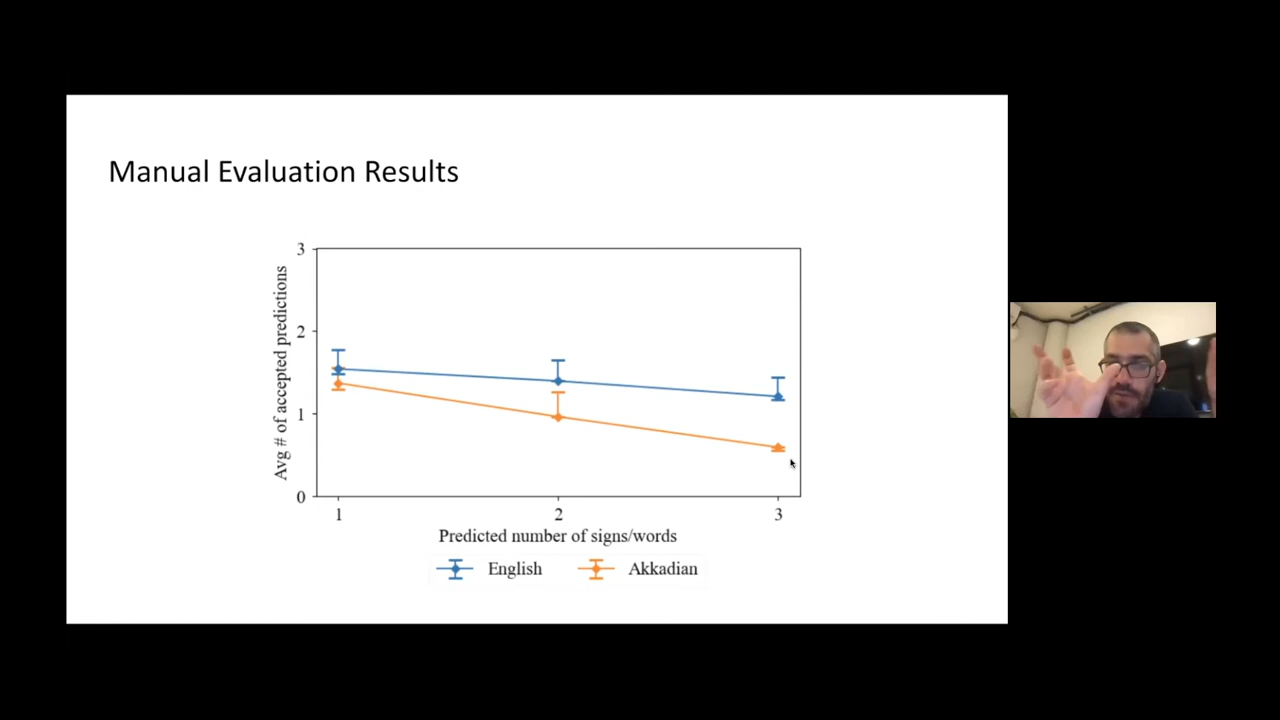 Manual Evaluation Results
Avg # of accepted predictions
3
2
1
0
1 2 3
Predicted number of signs/words
English Akkadian